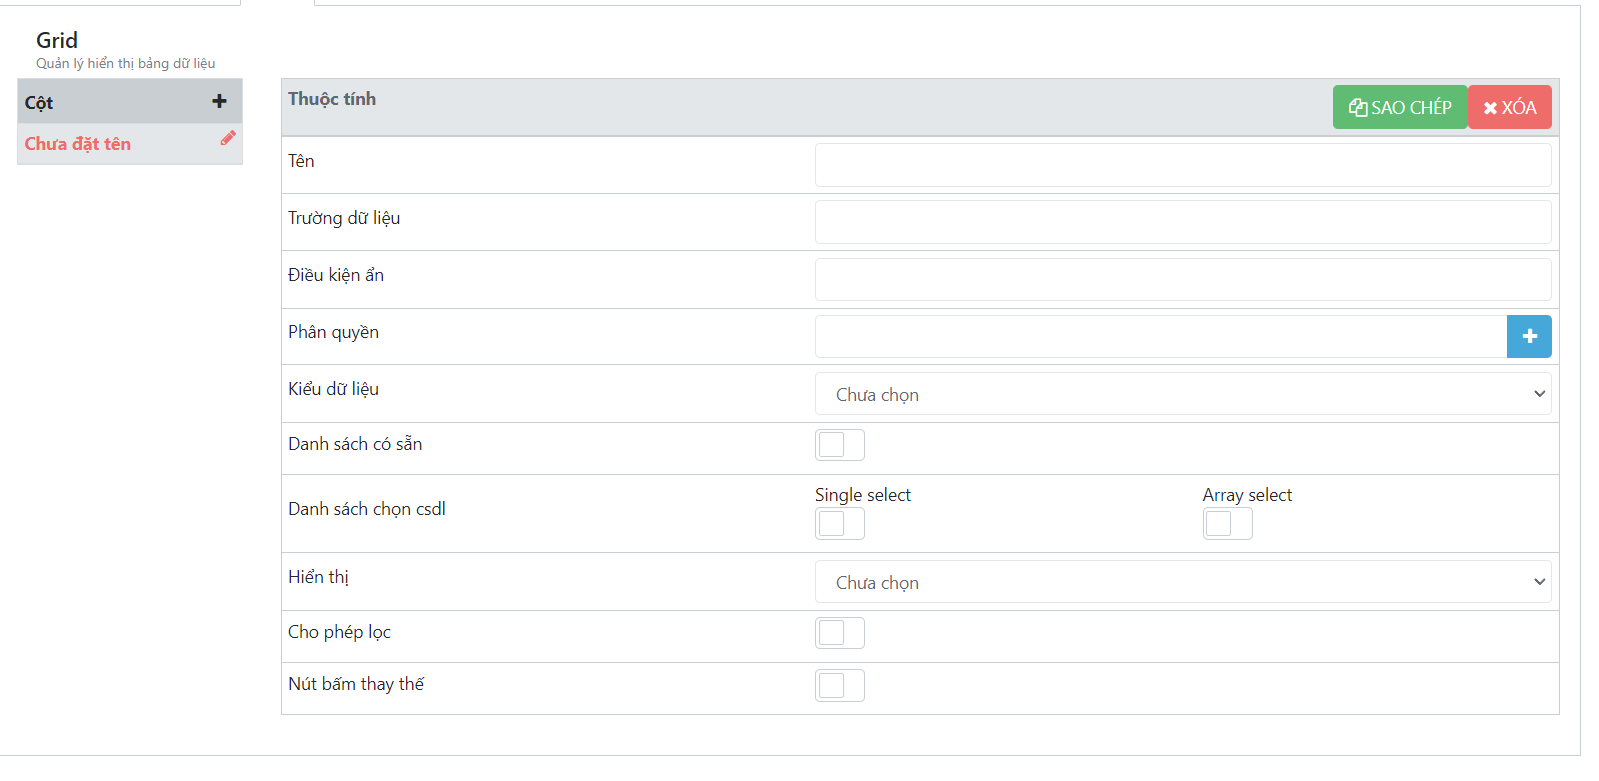 Grid
Quản lý hiển thị bảng dữ liệu
Cột
Chưa đặt tên
Thuộc tính
SAO CHÉP
XÓA
Tên
Trường dữ liệu
Điều kiện ẩn
Phân quyền
Kiểu dữ liệu
Chưa chọn
Danh sách có sẵn
Danh sách chọn csdl
Single select
Array select
Hiển thị
Chưa chọn
Cho phép lọc
Nút bấm thay thế